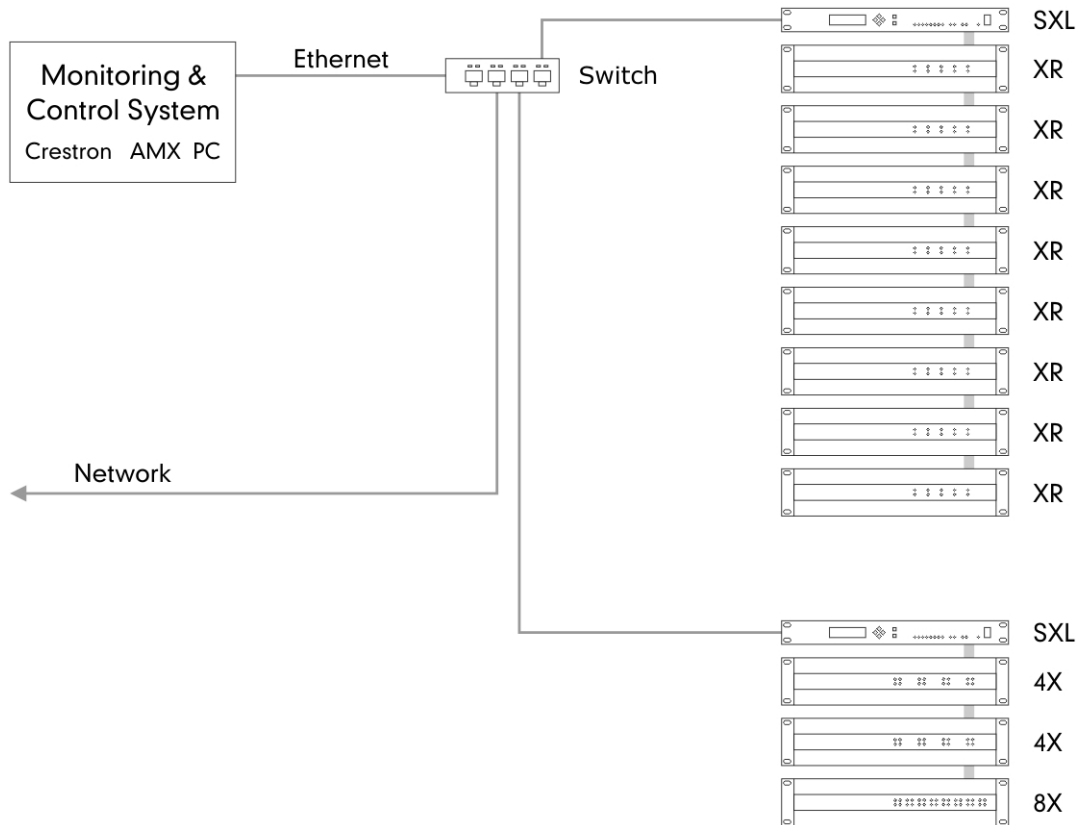 SXL
Ethernet
Switch
Monitoring &
Control System
Crestron AMX PC
XR
XR
XR
XR
XR
XR
XR
XR
Network
SXL
4X
4X
8X